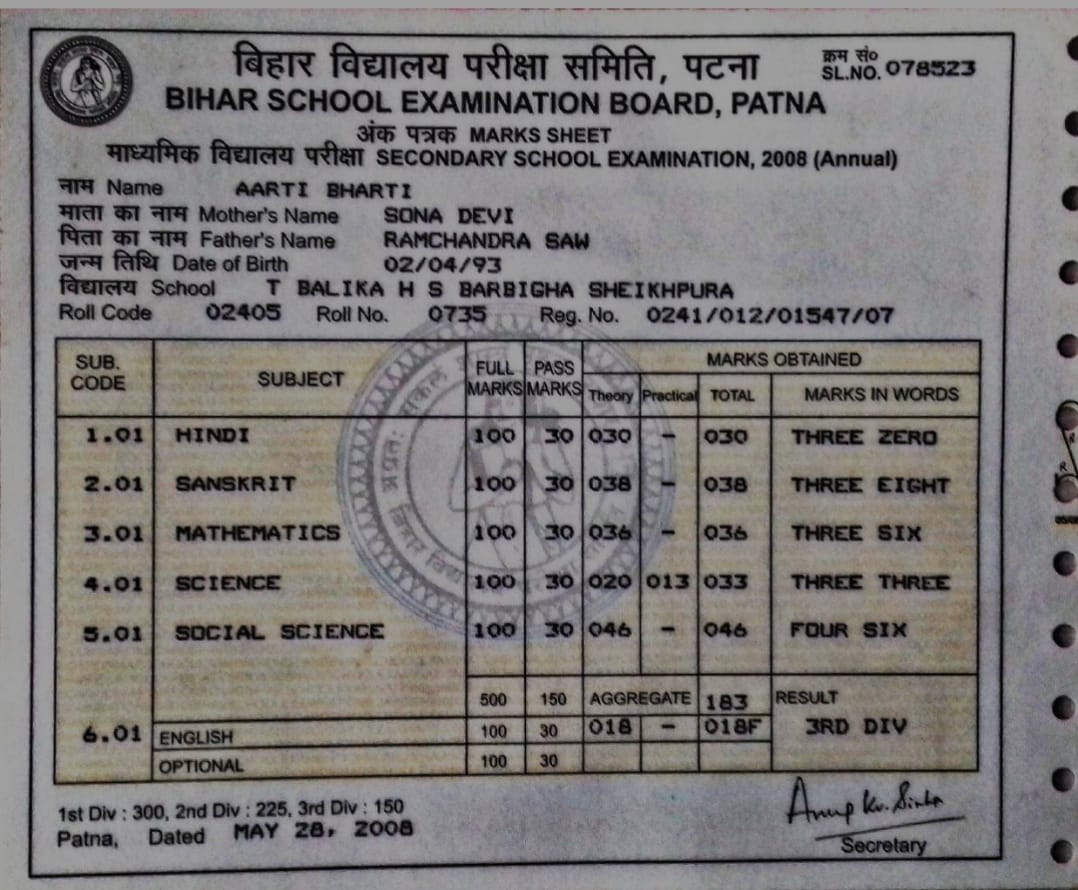 बिहार विद्यालय परीक्षा समिति, पटना
क्रम सं०
SL.NO. 078523
BIHAR SCHOOL EXAMINATION BOARD, PATNA
अंक पत्रक MARKS SHEET
माध्यमिक विद्यालय परीक्षा SECONDARY SCHOOL EXAMINATION, 2008 (Annual)
नाम Name AARTI BHARTI
माता का नाम Mother's Name SONA DEVI
पिता का नाम Father's Name RAMCHANDRA SAW
जन्म तिथि Date of Birth 02/04/93
विद्यालय School T BALIKA H S BARBIGHA SHEIKHPURA
Roll Code 02405 Roll No. 0735 Reg. No. 0241/012/01547/07
SUB. CODE SUBJECT FULL MARKS PASS MARKS MARKS OBTAINED
Theory Practical TOTAL MARKS IN WORDS
1.01 HINDI 100 30 030 - 030 THREE ZERO
2.01 SANSKRIT 100 30 038 - 038 THREE EIGHT
3.01 MATHEMATICS 100 30 036 - 036 THREE SIX
4.01 SCIENCE 100 30 020 013 033 THREE THREE
5.01 SOCIAL SCIENCE 100 30 046 - 046 FOUR SIX
500 150 AGGREGATE 183 RESULT
6.01 ENGLISH 100 30 018 - 018F 3RD DIV
OPTIONAL 100 30
1st Div : 300, 2nd Div : 225, 3rd Div : 150
Patna, Dated MAY 28, 2008
Anup Kr. Sinha
Secretary